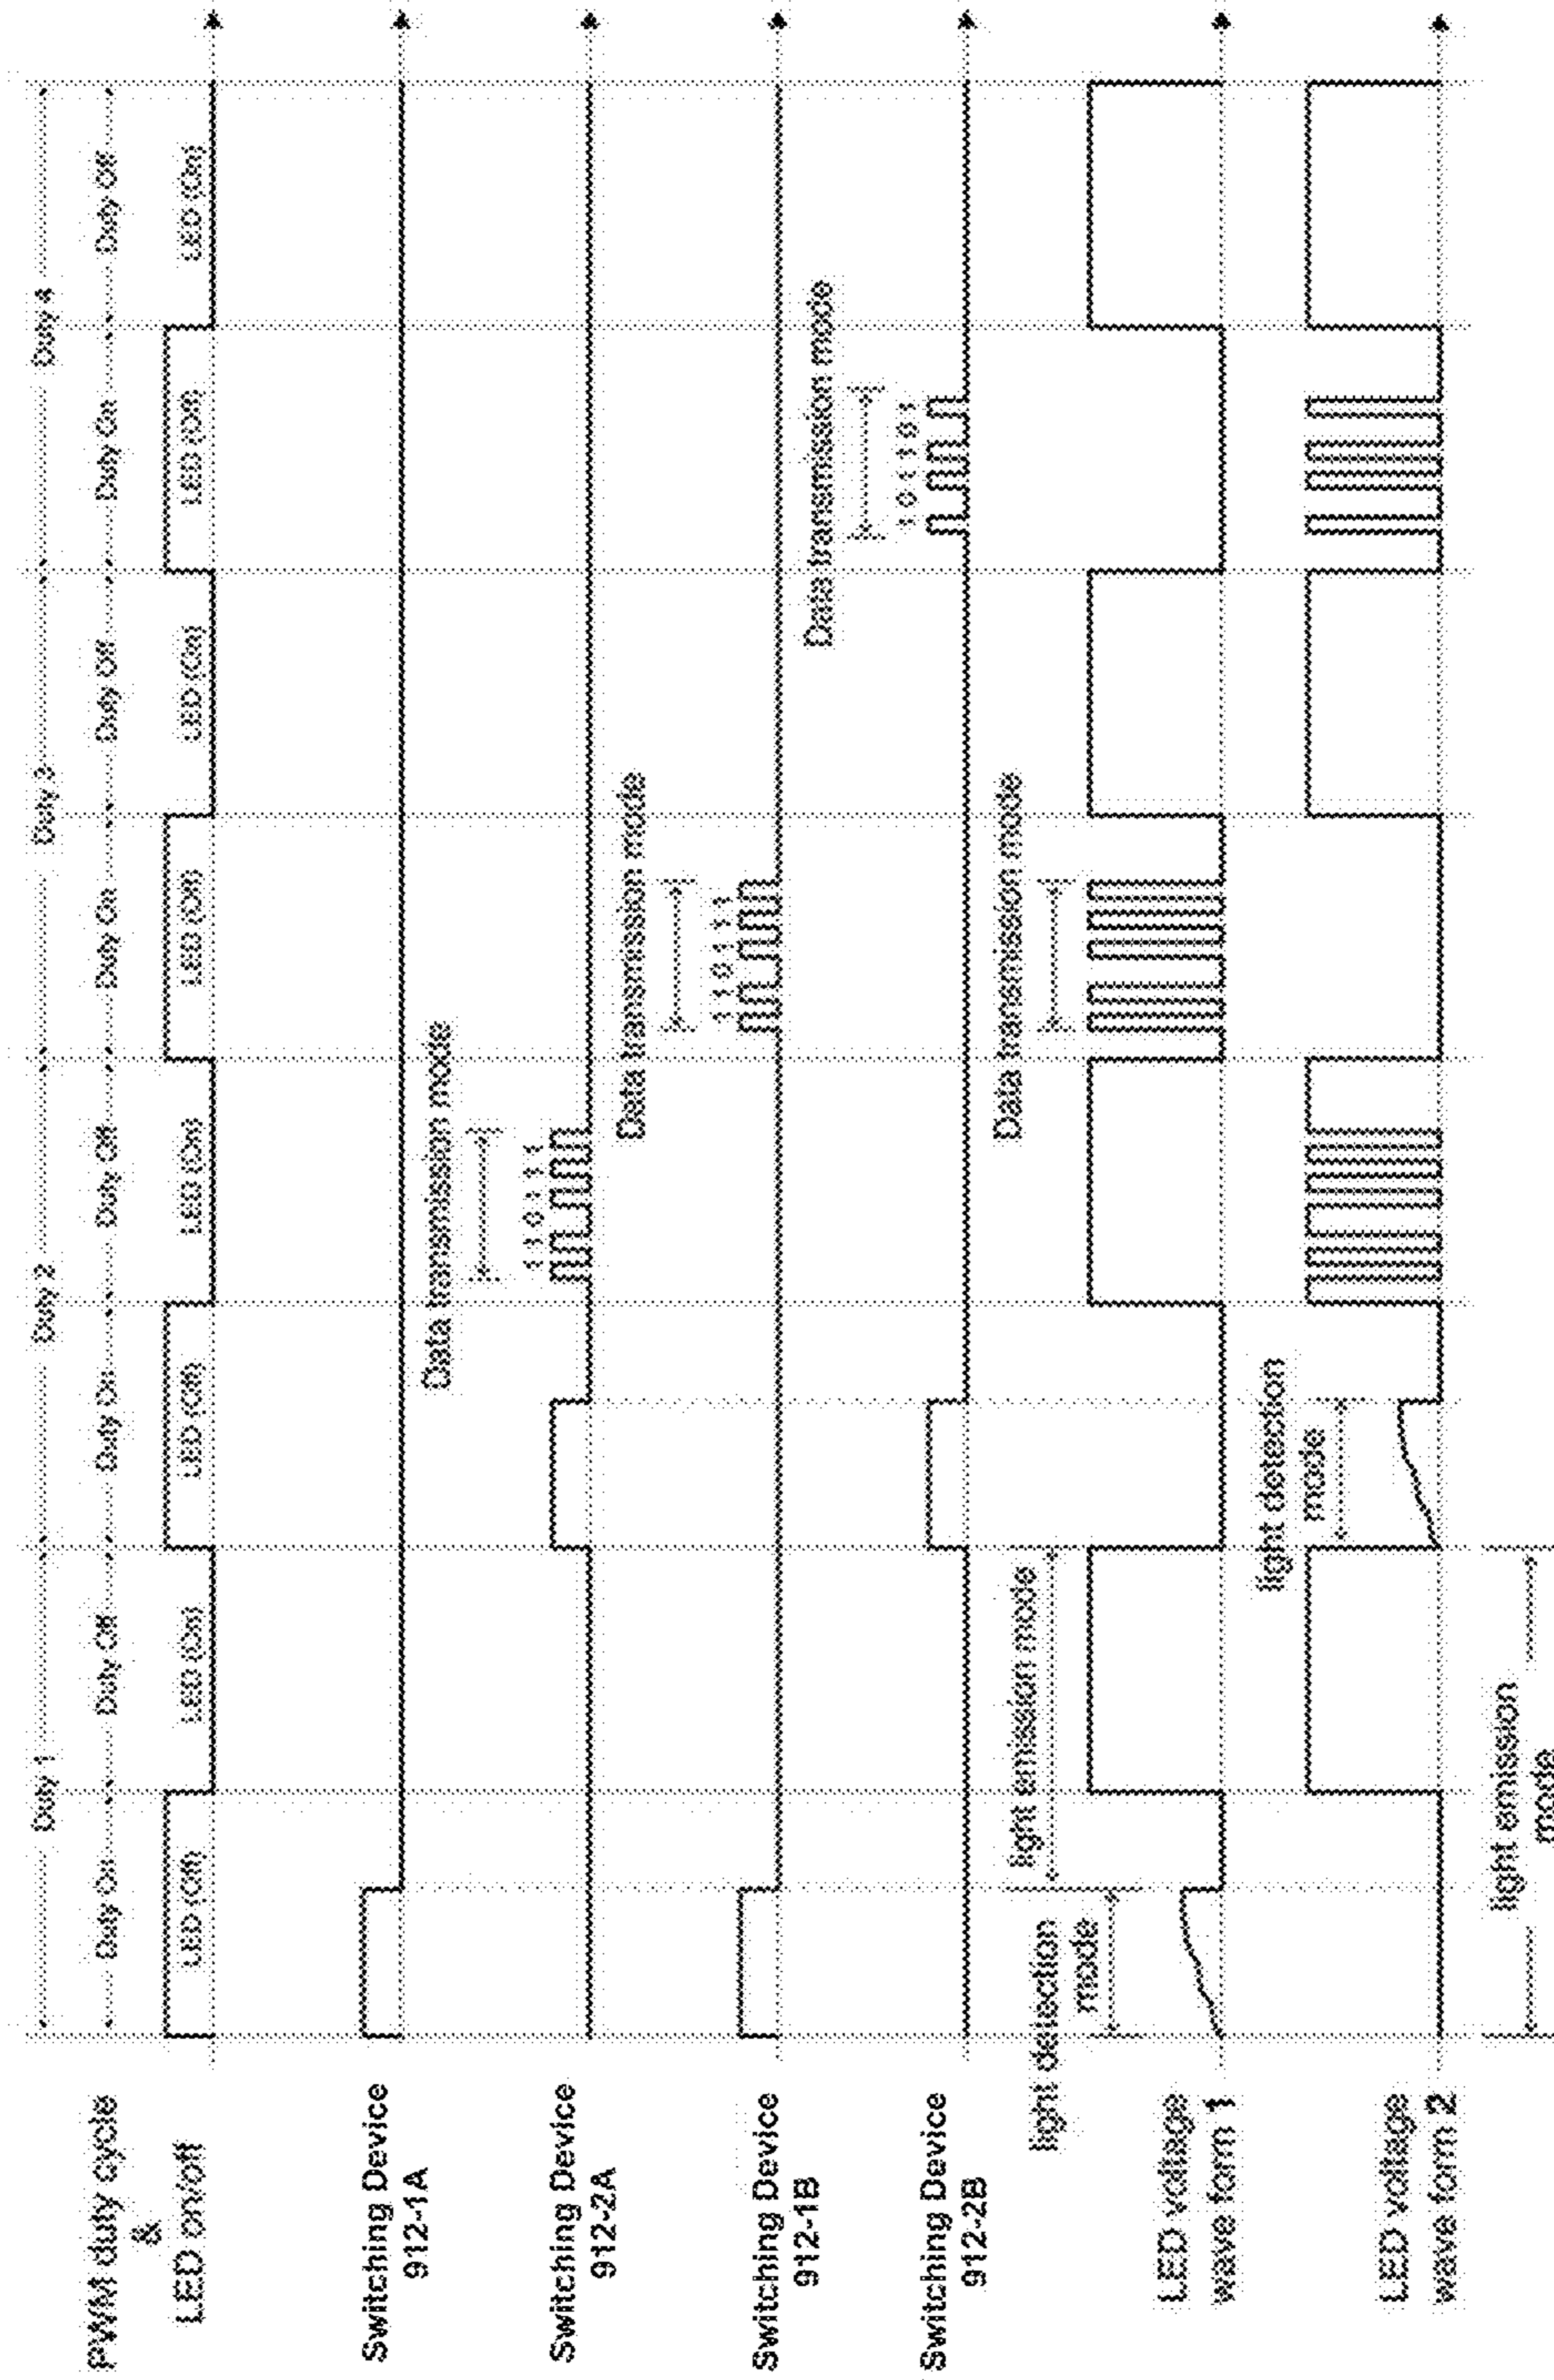 Duty 1
Duty 2
Duty 3
Duty 4
Duty On
Duty Off
Duty On
Duty Off
Duty On
Duty Off
Duty On
Duty Off
PWM duty cycle
&
LED on/off
LED (Off)
LED (On)
LED (Off)
LED (On)
LED (Off)
LED (On)
LED (Off)
LED (On)
Switching Device
912-1A
Data transmission mode
1 1 0 1 1 1
Switching Device
912-2A
Data transmission mode
1 1 0 1 1 1
Switching Device
912-1B
Data transmission mode
1 0 1 1 0 1
Switching Device
912-2B
light detection
mode
light emission mode
Data transmission mode
LED voltage
wave form 1
light detection
mode
LED voltage
wave form 2
light emission
mode